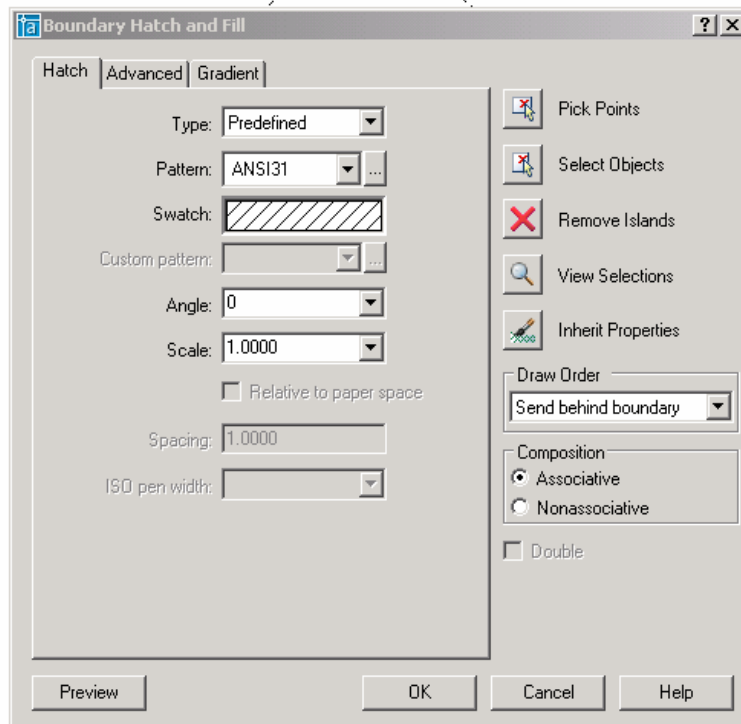 Boundary Hatch and Fill
Hatch Advanced Gradient
Type: Predefined
Pattern: ANSI31 ...
Swatch:
Custom pattern: ...
Angle: 0
Scale: 1.0000
Relative to paper space
Spacing: 1.0000
ISO pen width:
Pick Points
Select Objects
Remove Islands
View Selections
Inherit Properties
Draw Order
Send behind boundary
Composition
Associative
Nonassociative
Double
Preview OK Cancel Help